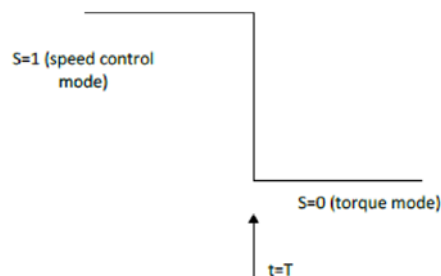 S=1 (speed control
mode)
S=0 (torque mode)
t=T